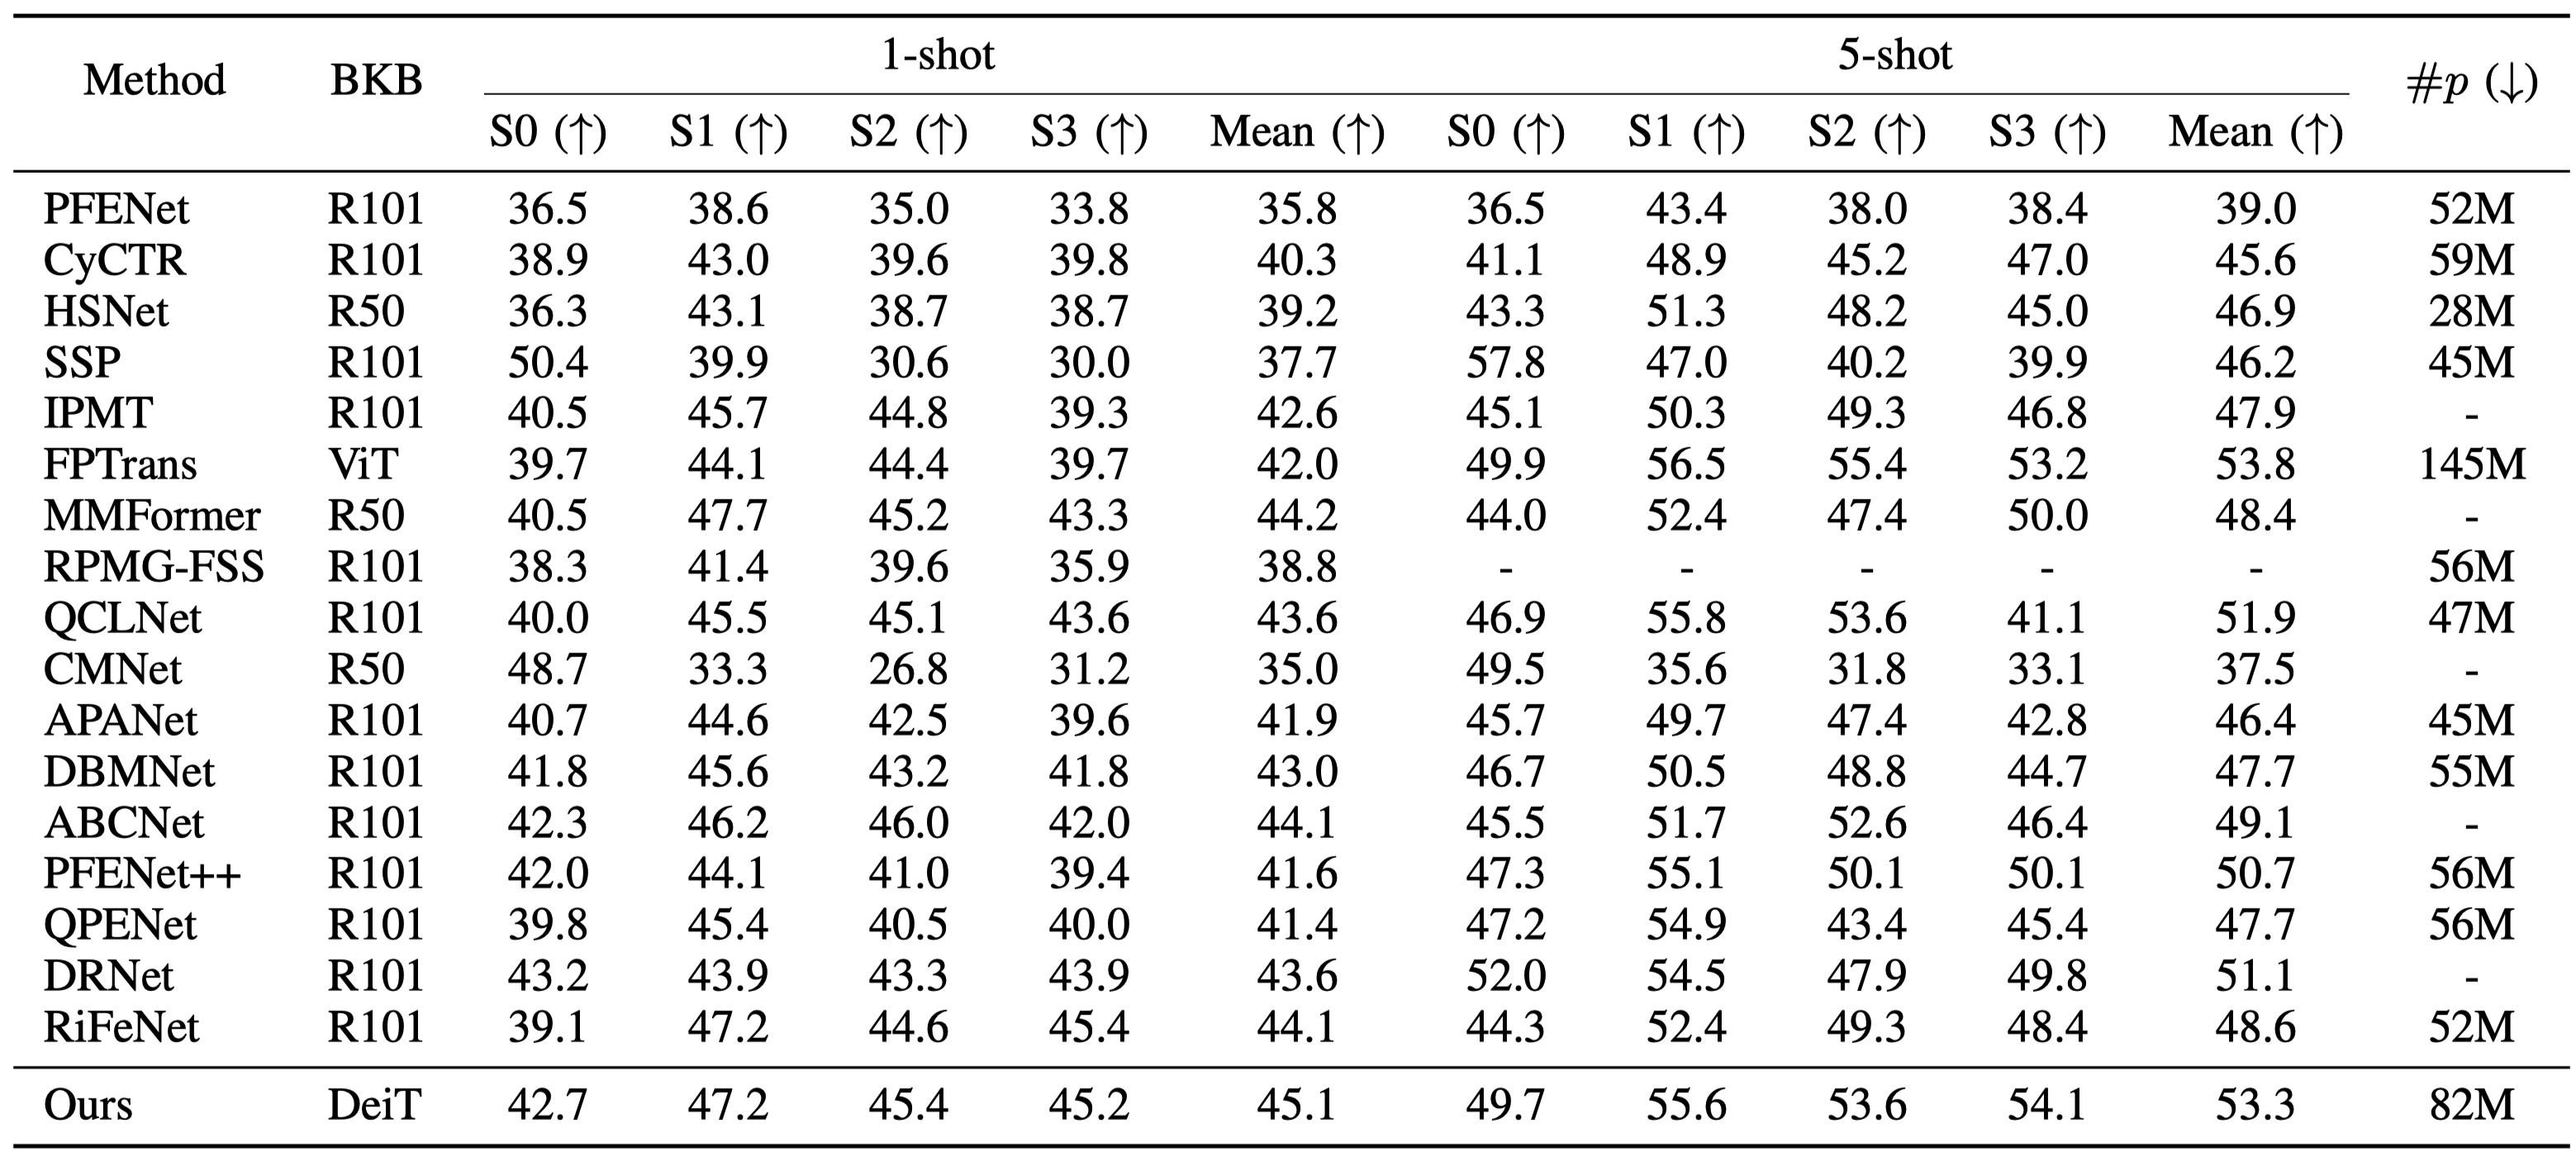 Method BKB 1-shot 5-shot #p (↓)
S0 (↑) S1 (↑) S2 (↑) S3 (↑) Mean (↑) S0 (↑) S1 (↑) S2 (↑) S3 (↑) Mean (↑)
PFENet R101 36.5 38.6 35.0 33.8 35.8 36.5 43.4 38.0 38.4 39.0 52M
CyCTR R101 38.9 43.0 39.6 39.8 40.3 41.1 48.9 45.2 47.0 45.6 59M
HSNet R50 36.3 43.1 38.7 38.7 39.2 43.3 51.3 48.2 45.0 46.9 28M
SSP R101 50.4 39.9 30.6 30.0 37.7 57.8 47.0 40.2 39.9 46.2 45M
IPMT R101 40.5 45.7 44.8 39.3 42.6 45.1 50.3 49.3 46.8 47.9 -
FPTrans ViT 39.7 44.1 44.4 39.7 42.0 49.9 56.5 55.4 53.2 53.8 145M
MMFormer R50 40.5 47.7 45.2 43.3 44.2 44.0 52.4 47.4 50.0 48.4 -
RPMG-FSS R101 38.3 41.4 39.6 35.9 38.8 - - - - - 56M
QCLNet R101 40.0 45.5 45.1 43.6 43.6 46.9 55.8 53.6 41.1 51.9 47M
CMNet R50 48.7 33.3 26.8 31.2 35.0 49.5 35.6 31.8 33.1 37.5 -
APANet R101 40.7 44.6 42.5 39.6 41.9 45.7 49.7 47.4 42.8 46.4 45M
DBMNet R101 41.8 45.6 43.2 41.8 43.0 46.7 50.5 48.8 44.7 47.7 55M
ABCNet R101 42.3 46.2 46.0 42.0 44.1 45.5 51.7 52.6 46.4 49.1 -
PFENet++ R101 42.0 44.1 41.0 39.4 41.6 47.3 55.1 50.1 50.1 50.7 56M
QPENet R101 39.8 45.4 40.5 40.0 41.4 47.2 54.9 43.4 45.4 47.7 56M
DRNet R101 43.2 43.9 43.3 43.9 43.6 52.0 54.5 47.9 49.8 51.1 -
RiFeNet R101 39.1 47.2 44.6 45.4 44.1 44.3 52.4 49.3 48.4 48.6 52M
Ours DeiT 42.7 47.2 45.4 45.2 45.1 49.7 55.6 53.6 54.1 53.3 82M